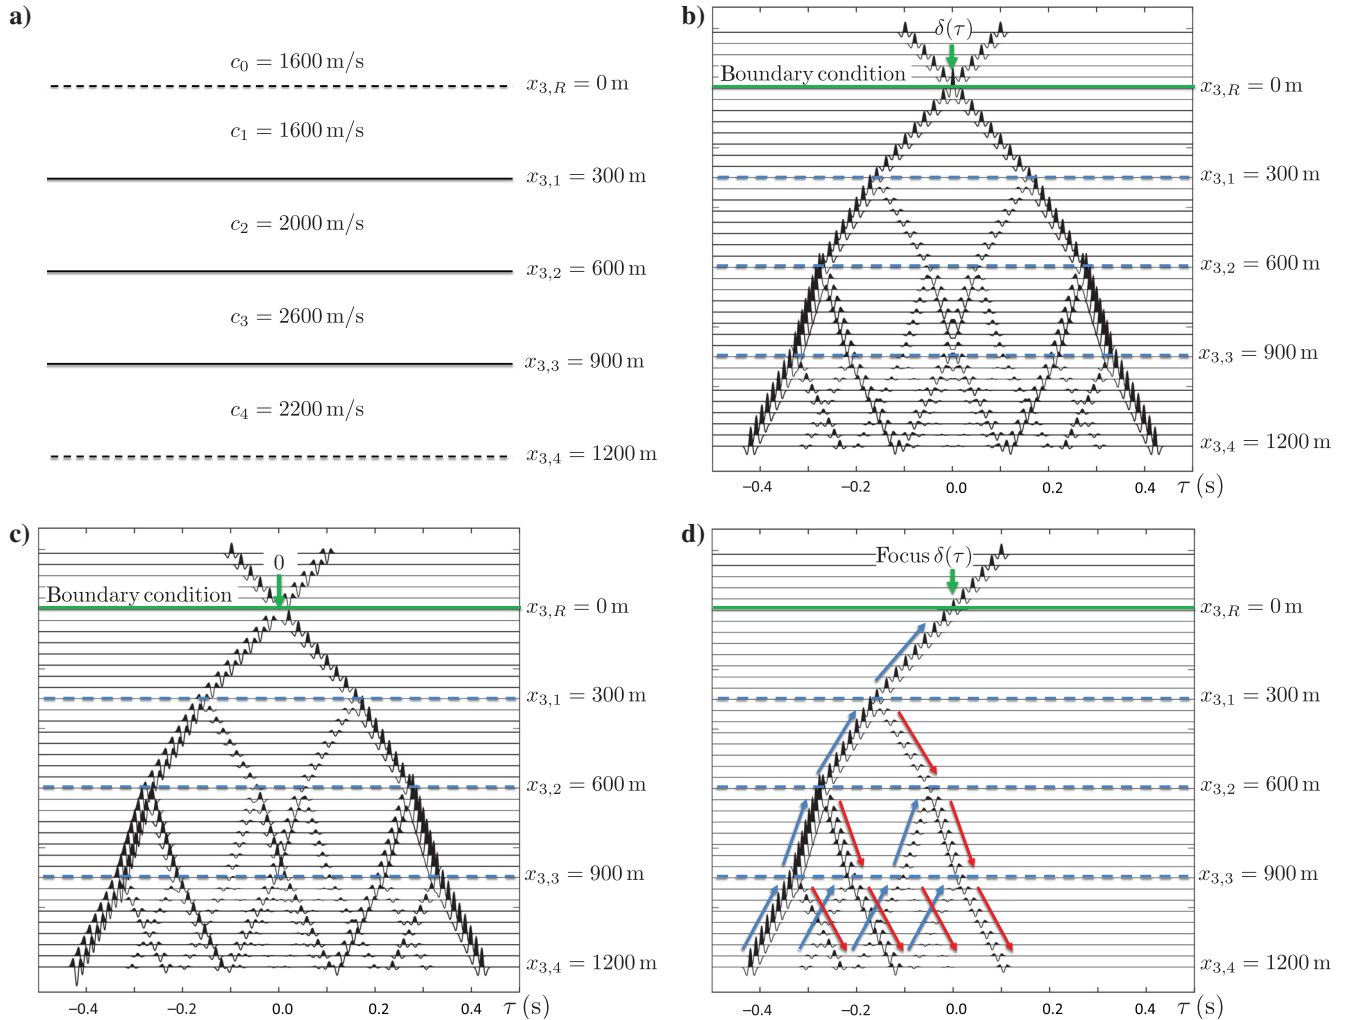 a)
c₀ = 1600 m/s
x₃,R = 0 m
c₁ = 1600 m/s
x₃,₁ = 300 m
c₂ = 2000 m/s
x₃,₂ = 600 m
c₃ = 2600 m/s
x₃,₃ = 900 m
c₄ = 2200 m/s
x₃,₄ = 1200 m
b)
δ(τ)
Boundary condition
x₃,R = 0 m
x₃,₁ = 300 m
x₃,₂ = 600 m
x₃,₃ = 900 m
x₃,₄ = 1200 m
−0.4 −0.2 0.0 0.2 0.4 τ (s)
c)
0
Boundary condition
x₃,R = 0 m
x₃,₁ = 300 m
x₃,₂ = 600 m
x₃,₃ = 900 m
x₃,₄ = 1200 m
−0.4 −0.2 0.0 0.2 0.4 τ (s)
d)
Focus δ(τ)
x₃,R = 0 m
x₃,₁ = 300 m
x₃,₂ = 600 m
x₃,₃ = 900 m
x₃,₄ = 1200 m
−0.4 −0.2 0.0 0.2 0.4 τ (s)